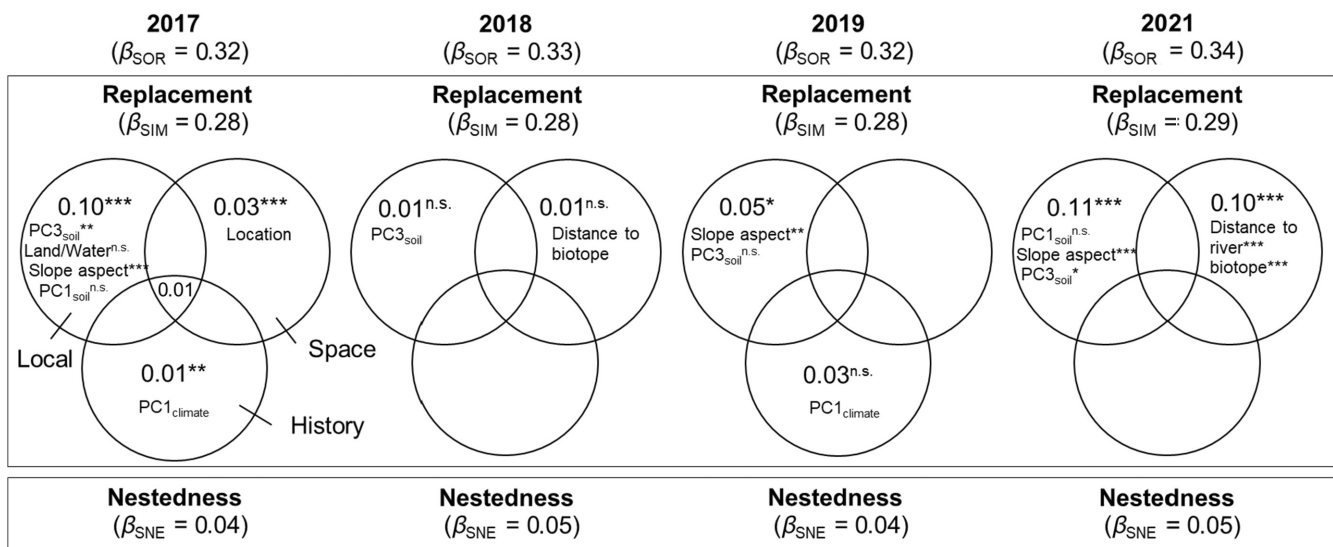 2017
(βSOR = 0.32)
Replacement
(βSIM = 0.28)
0.10***
PC3soil**
Land/Watern.s.
Slope aspect***
PC1soiln.s.
0.03***
Location
0.01
Local
Space
0.01**
PC1climate
History
Nestedness
(βSNE = 0.04)
2018
(βSOR = 0.33)
Replacement
(βSIM = 0.28)
0.01n.s.
PC3soil
0.01n.s.
Distance to
biotope
Nestedness
(βSNE = 0.05)
2019
(βSOR = 0.32)
Replacement
(βSIM = 0.28)
0.05*
Slope aspect**
PC3soiln.s.
0.03n.s.
PC1climate
Nestedness
(βSNE = 0.04)
2021
(βSOR = 0.34)
Replacement
(βSIM = 0.29)
0.11***
PC1soiln.s.
Slope aspect***
PC3soil*
0.10***
Distance to
river***
biotope***
Nestedness
(βSNE = 0.05)